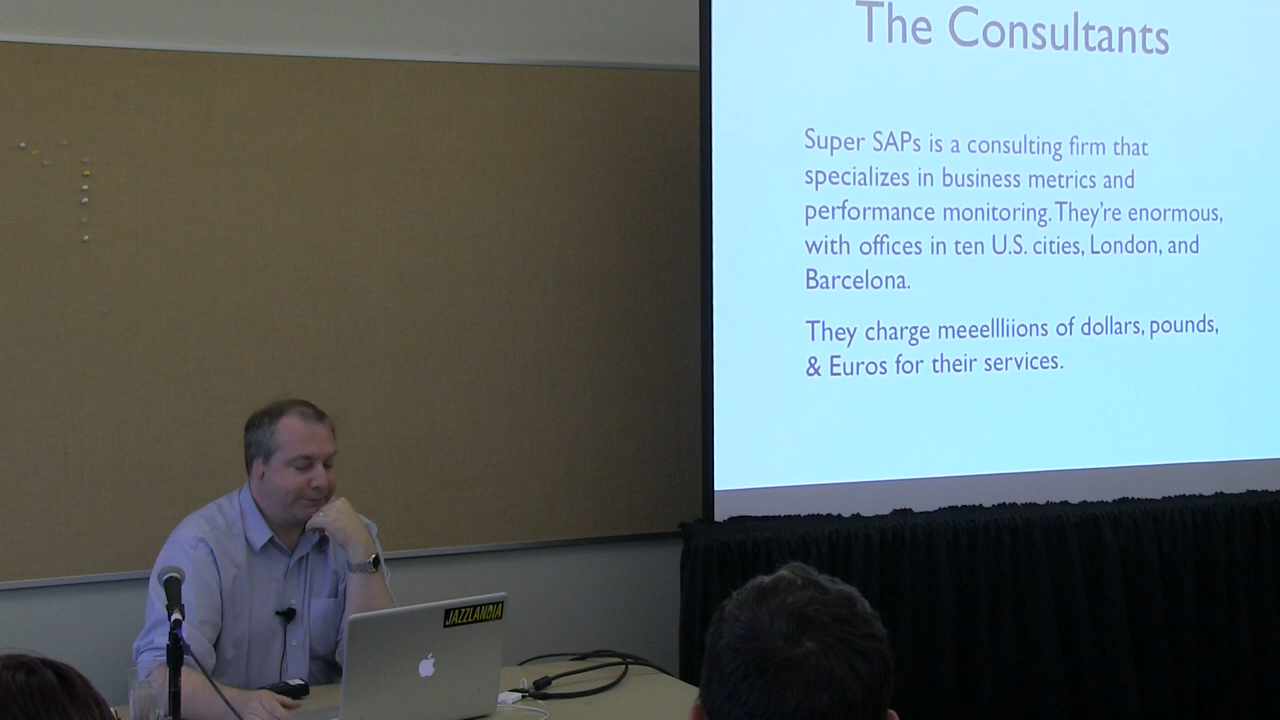 The Consultants
Super SAPs is a consulting firm that
specializes in business metrics and
performance monitoring. They're enormous,
with offices in ten U.S. cities, London, and
Barcelona.
They charge meeellliions of dollars, pounds,
& Euros for their services.
JAZZLANDIA